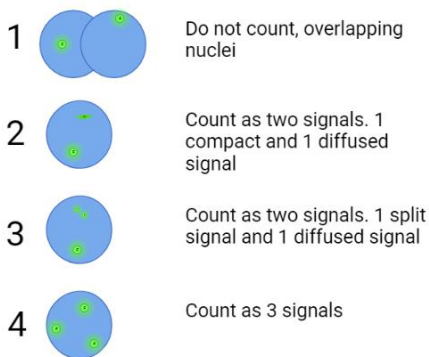 1
Do not count, overlapping
nuclei
2
Count as two signals. 1
compact and 1 diffused
signal
3
Count as two signals. 1 split
signal and 1 diffused signal
4
Count as 3 signals